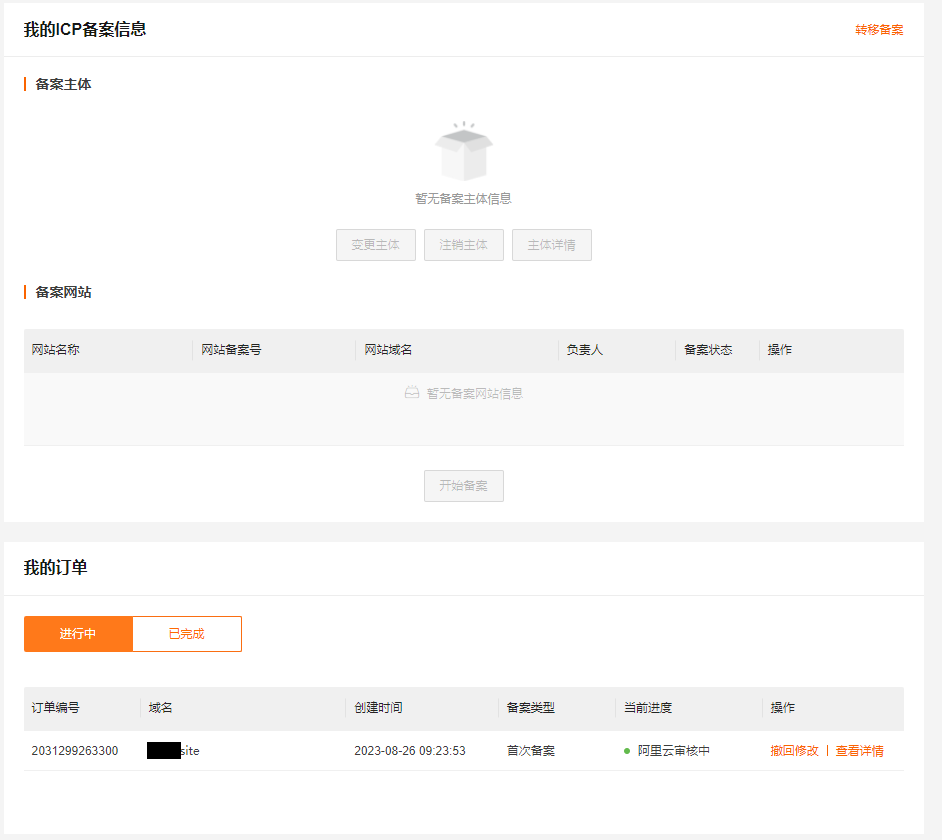 我的ICP备案信息 转移备案
备案主体
暂无备案主体信息
变更主体 注销主体 主体详情
备案网站
网站名称 网站备案号 网站域名 负责人 备案状态 操作
暂无备案网站信息
开始备案
我的订单
进行中 已完成
订单编号 域名 创建时间 备案类型 当前进度 操作
2031299263300 site 2023-08-26 09:23:53 首次备案 阿里云审核中 撤回修改 | 查看详情